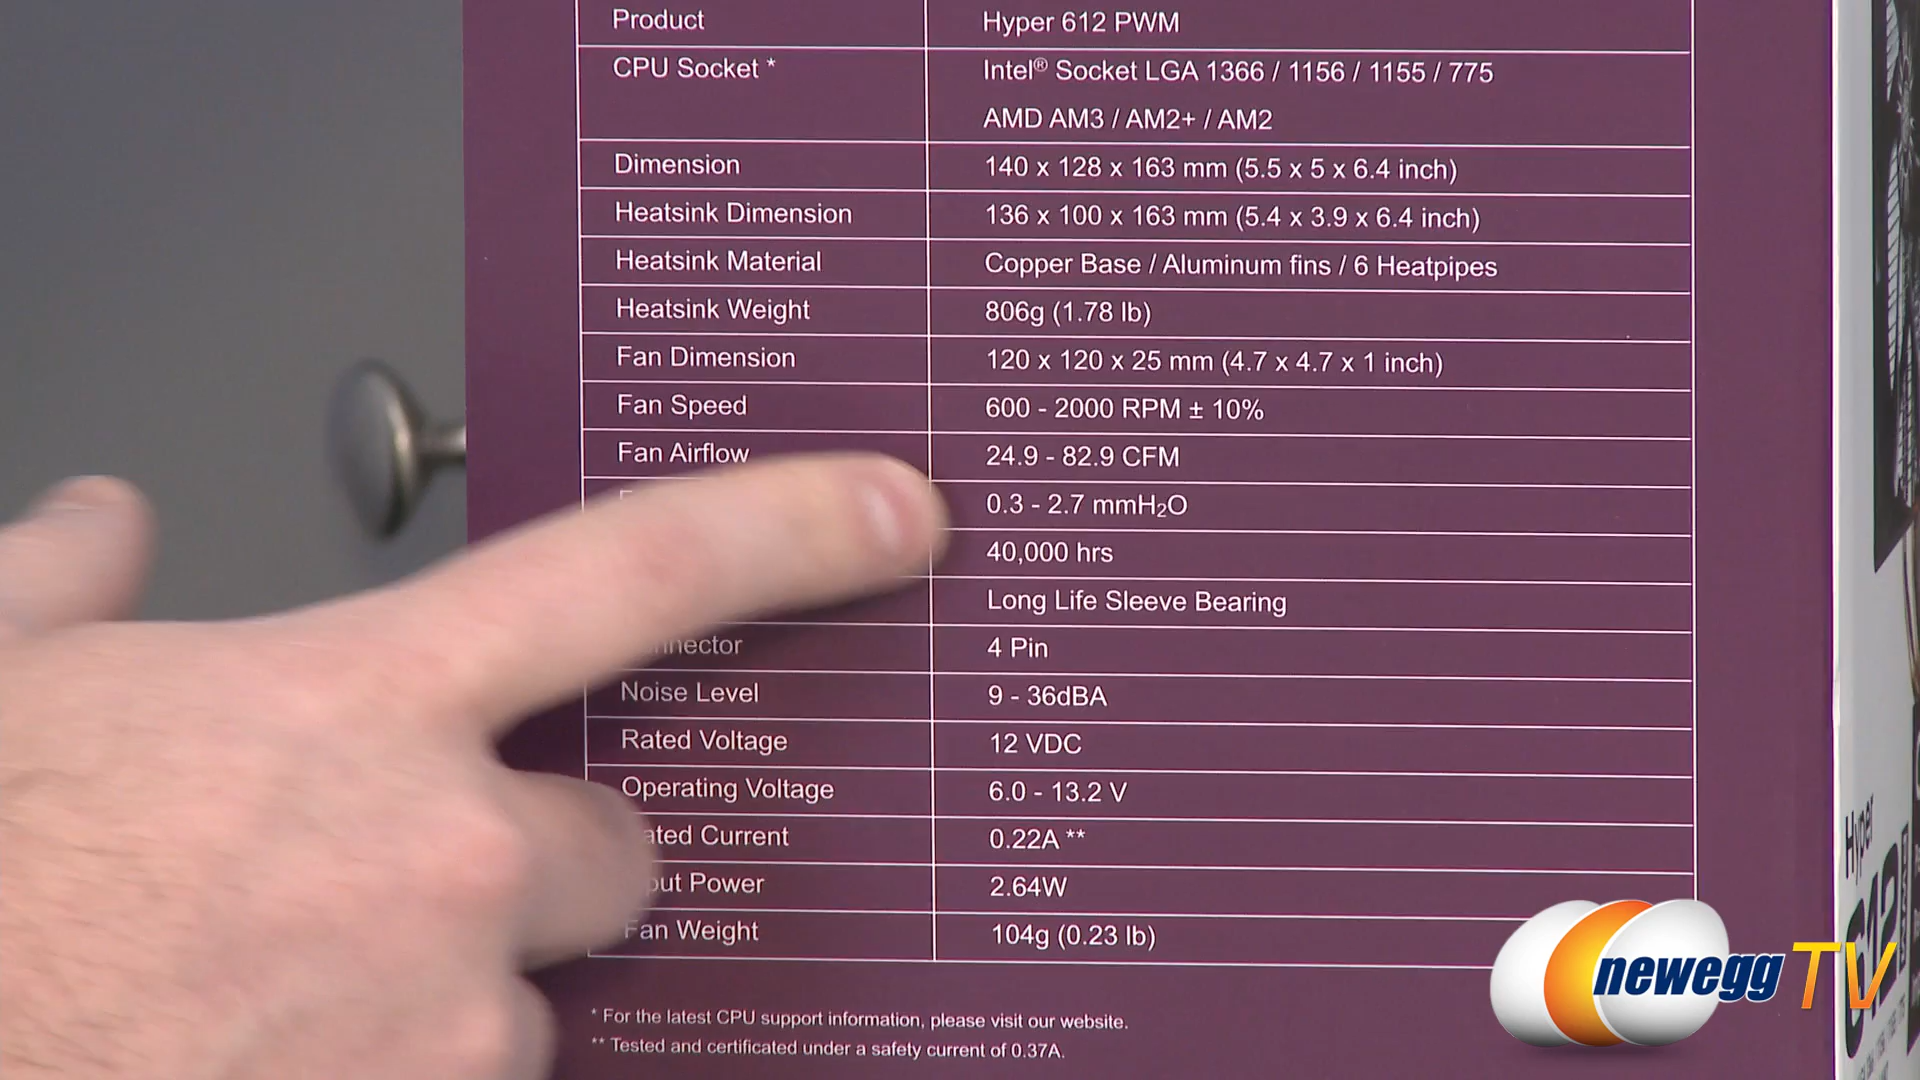 Product Hyper 612 PWM
CPU Socket * Intel® Socket LGA 1366 / 1156 / 1155 / 775
AMD AM3 / AM2+ / AM2
Dimension 140 x 128 x 163 mm (5.5 x 5 x 6.4 inch)
Heatsink Dimension 136 x 100 x 163 mm (5.4 x 3.9 x 6.4 inch)
Heatsink Material Copper Base / Aluminum fins / 6 Heatpipes
Heatsink Weight 806g (1.78 lb)
Fan Dimension 120 x 120 x 25 mm (4.7 x 4.7 x 1 inch)
Fan Speed 600 - 2000 RPM ± 10%
Fan Airflow 24.9 - 82.9 CFM
0.3 - 2.7 mmH₂O
40,000 hrs
Long Life Sleeve Bearing
4 Pin
Noise Level 9 - 36dBA
Rated Voltage 12 VDC
Operating Voltage 6.0 - 13.2 V
Current 0.22A **
Power 2.64W
Fan Weight 104g (0.23 lb)
* For the latest CPU support information, please visit our website.
** Tested and certificated under a safety current of 0.37A.
Hyper
612
newegg TV